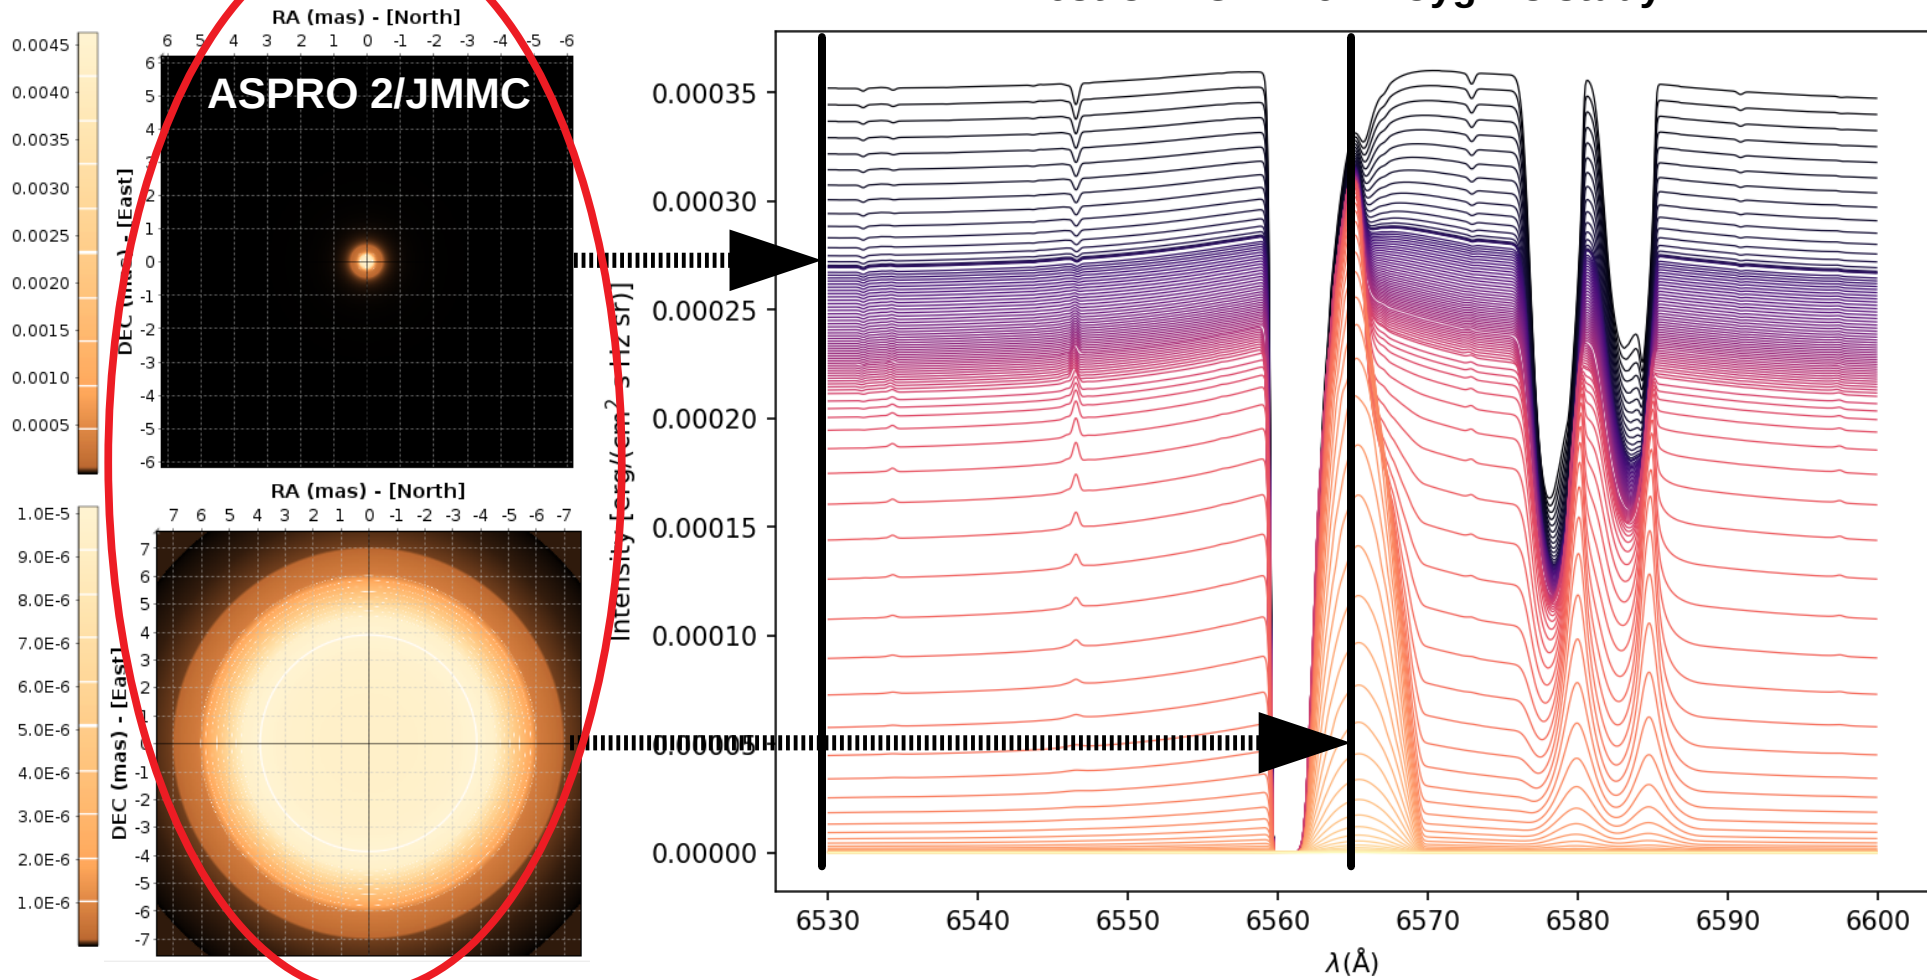 RA (mas) - [North]
6 5 4 3 2 1 0 -1 -2 -3 -4 -5 -6
ASPRO 2/JMMC
0.0045
0.0040
0.0035
0.0030
0.0025
0.0020
0.0015
0.0010
0.0005
DEC (mas) - [East]
6
5
4
3
2
1
0
-1
-2
-3
-4
-5
-6
RA (mas) - [North]
7 6 5 4 3 2 1 0 -1 -2 -3 -4 -5 -6 -7
1.0E-5
9.0E-6
8.0E-6
7.0E-6
6.0E-6
5.0E-6
4.0E-6
3.0E-6
2.0E-6
1.0E-6
DEC (mas) - [East]
7
6
5
4
3
2
1
0
-1
-2
-3
-4
-5
-6
-7
Intensity [erg/(cm² s Hz sr)]
0.00035
0.00030
0.00025
0.00020
0.00015
0.00010
0.00005
0.00000
6530 6540 6550 6560 6570 6580 6590 6600
λ(Å)